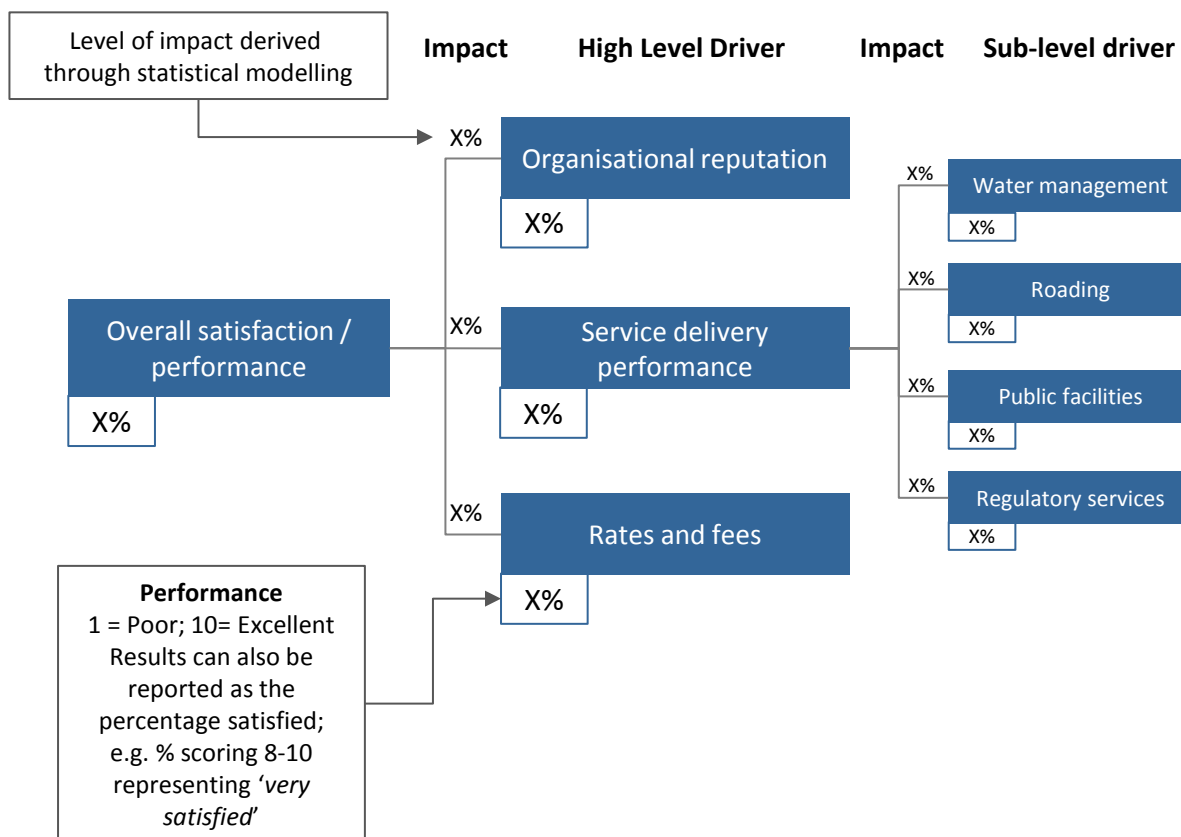 Level of impact derived
through statistical modelling
Impact
High Level Driver
Impact
Sub-level driver
X%
Organisational reputation
X%
X%
Water management
X%
X%
Roading
X%
Overall satisfaction /
performance
X%
X%
Service delivery
performance
X%
X%
Public facilities
X%
X%
Regulatory services
X%
X%
Rates and fees
X%
Performance
1 = Poor; 10= Excellent
Results can also be
reported as the
percentage satisfied;
e.g. % scoring 8-10
representing ‘very
satisfied’